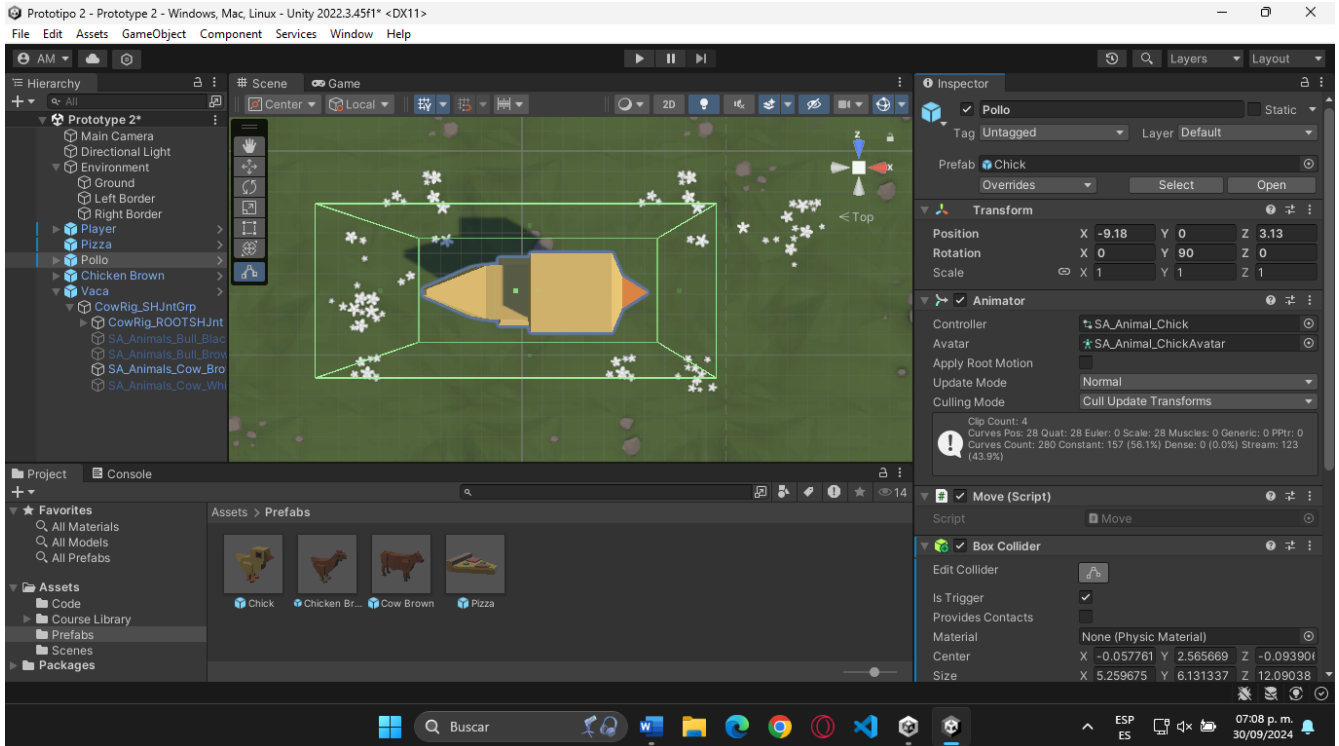 Prototipo 2 - Prototype 2 - Windows, Mac, Linux - Unity 2022.3.45f1* <DX11>
File Edit Assets GameObject Component Services Window Help
AM
Layers
Layout
Hierarchy
All
Prototype 2*
Main Camera
Directional Light
Environment
Ground
Left Border
Right Border
Player
Pizza
Pollo
Chicken Brown
Vaca
CowRig_SHJntGrp
CowRig_ROOTSHJnt
SA_Animals_Bull_Blac
SA_Animals_Bull_Brow
SA_Animals_Cow_Bro
SA_Animals_Cow_Whi
Scene Game
Center Local 2D
z
x
Top
Project Console
14
Favorites
All Materials
All Models
All Prefabs
Assets
Code
Course Library
Prefabs
Scenes
Packages
Assets > Prefabs
Chick Chicken Br... Cow Brown Pizza
Inspector
Pollo Static
Tag Untagged Layer Default
Prefab Chick
Overrides Select Open
Transform
Position X -9.18 Y 0 Z 3.13
Rotation X 0 Y 90 Z 0
Scale X 1 Y 1 Z 1
Animator
Controller SA_Animal_Chick
Avatar SA_Animal_ChickAvatar
Apply Root Motion
Update Mode Normal
Culling Mode Cull Update Transforms
Clip Count: 4
Curves Pos: 28 Quat: 28 Euler: 0 Scale: 28 Muscles: 0 Generic: 0 PPtr: 0
Curves Count: 280 Constant: 157 (56.1%) Dense: 0 (0.0%) Stream: 123
(43.9%)
Move (Script)
Script Move
Box Collider
Edit Collider
Is Trigger
Provides Contacts
Material None (Physic Material)
Center X -0.057761 Y 2.565669 Z -0.093906
Size X 5.259675 Y 6.131337 Z 12.09038
Buscar
ESP
ES
07:08 p. m.
30/09/2024